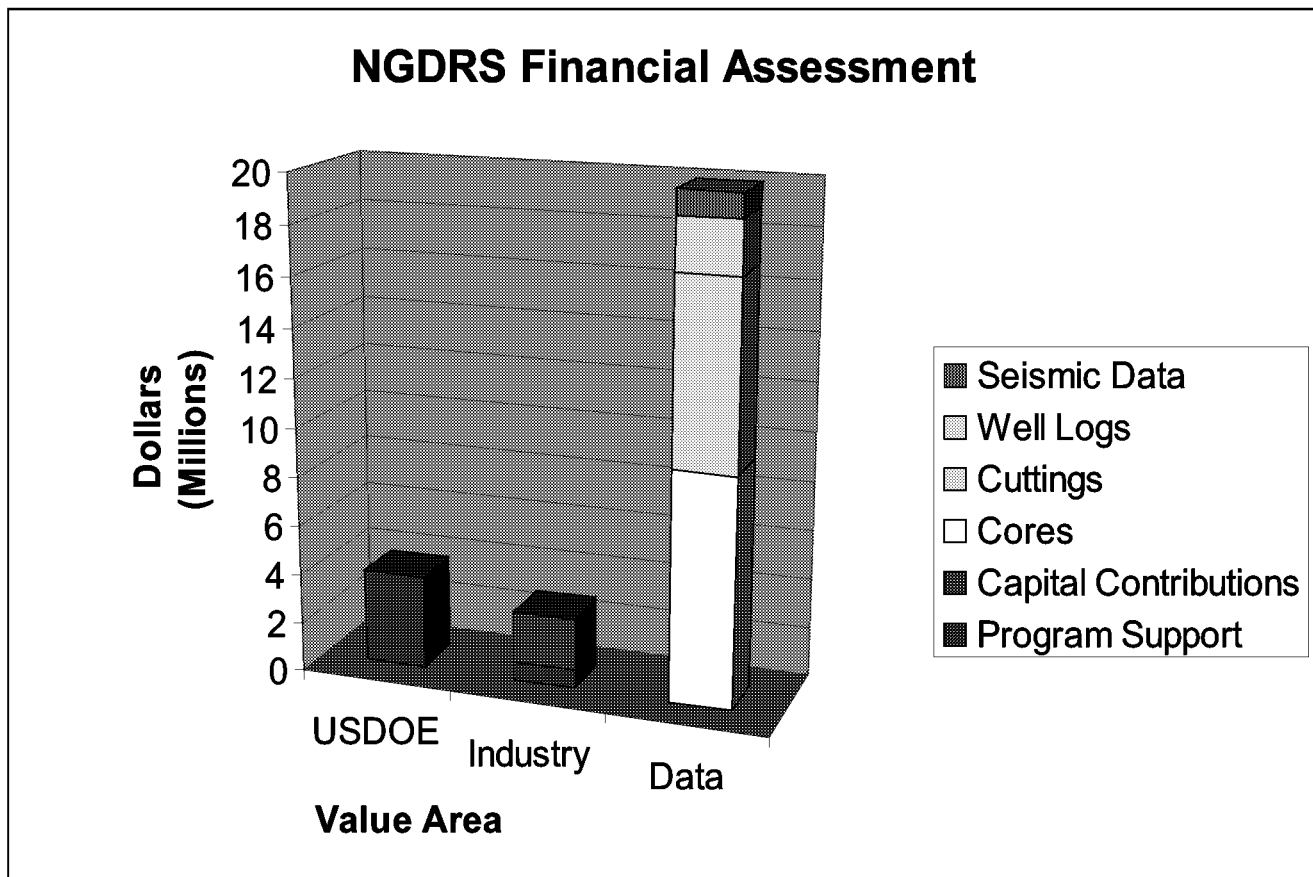 NGDRS Financial Assessment
20
18
16
14
12
10
8
6
4
2
0
Dollars
(Millions)
USDOE
Industry
Data
Value Area
Seismic Data
Well Logs
Cuttings
Cores
Capital Contributions
Program Support